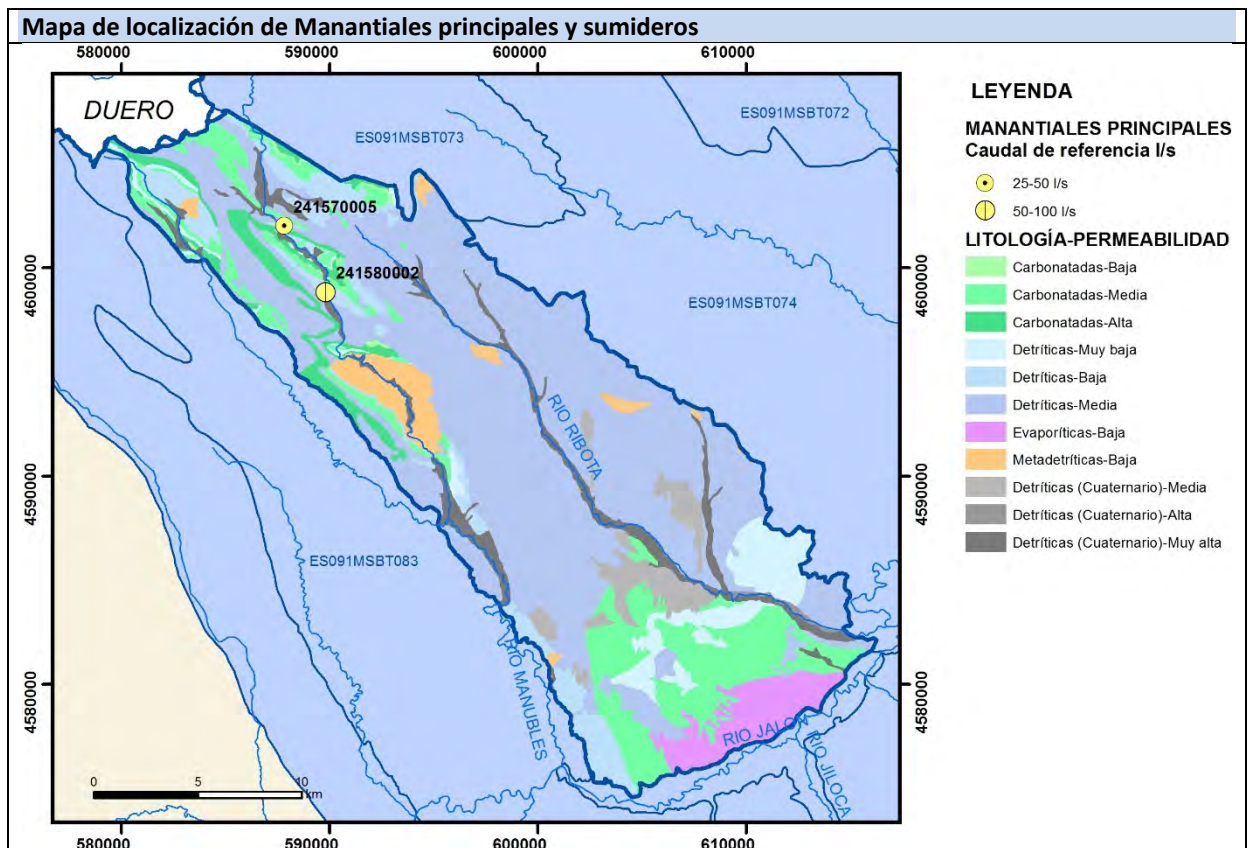 Mapa de localización de Manantiales principales y sumideros
580000 590000 600000 610000
DUERO
ES091MSBT073
ES091MSBT072
241570005
241580002
4600000
4600000
ES091MSBT074
RIO RIBOTA
4590000
4590000
ES091MSBT083
RIO MANUBLES
4580000
4580000
RIO JALON
RIO JILOCA
0 5 10
km
580000 590000 600000 610000
LEYENDA
MANANTIALES PRINCIPALES
Caudal de referencia l/s
25-50 l/s
50-100 l/s
LITOLOGÍA-PERMEABILIDAD
Carbonatadas-Baja
Carbonatadas-Media
Carbonatadas-Alta
Detríticas-Muy baja
Detríticas-Baja
Detríticas-Media
Evaporíticas-Baja
Metadetríticas-Baja
Detríticas (Cuaternario)-Media
Detríticas (Cuaternario)-Alta
Detríticas (Cuaternario)-Muy alta